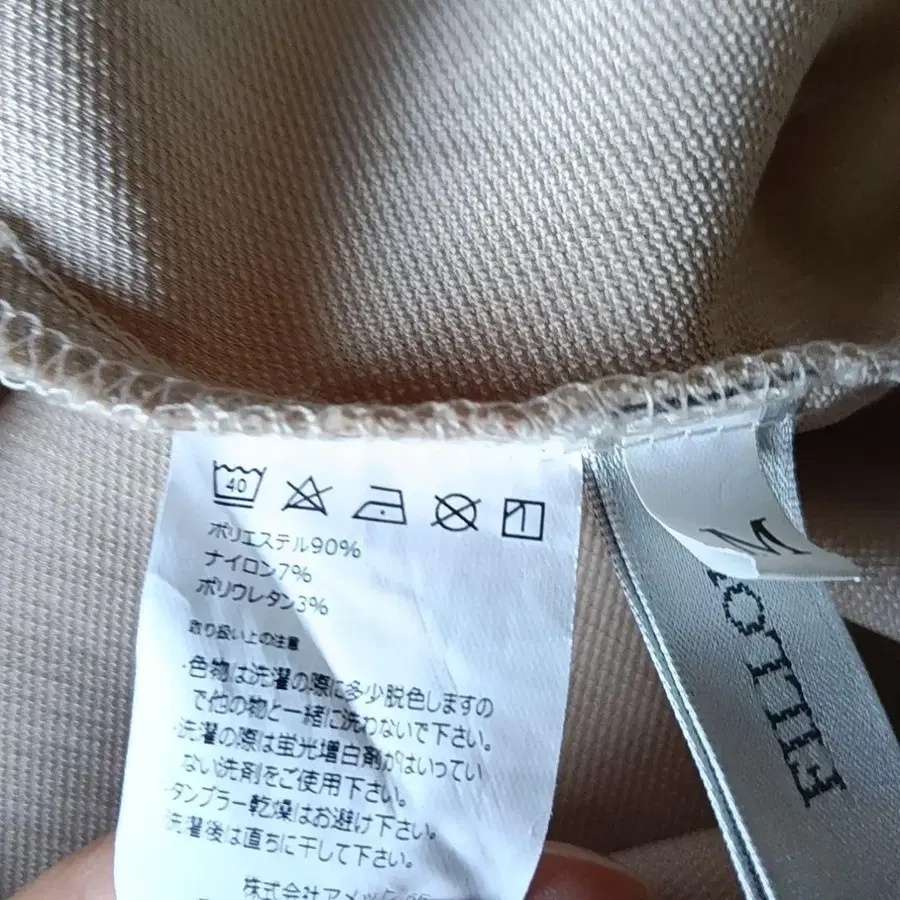 40
ポリエステル90%
ナイロン7%
ポリウレタン3%
取り扱い上の注意
・色物は洗濯の際に多少脱色しますの
で他の物と一緒に洗わないで下さい。
・洗濯の際は蛍光増白剤がはいってい
ない洗剤をご使用下さい。
・タンブラー乾燥はお避け下さい。
・洗濯後は直ちに干して下さい。
株式会社アメッ
M